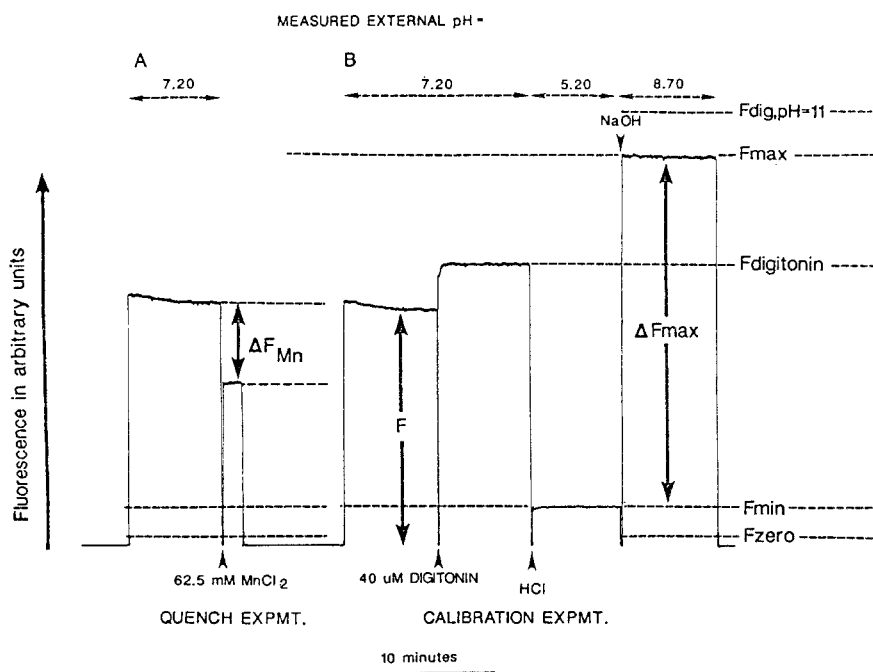 MEASURED EXTERNAL pH =
A
B
7.20
7.20
5.20
8.70
Fdig,pH=11
NaOH
Fmax
Fluorescence in arbitrary units
Fdigitonin
ΔFMn
ΔFmax
F
Fmin
Fzero
62.5 mM MnCl2
40 uM DIGITONIN
HCl
QUENCH EXPMT.
CALIBRATION EXPMT.
10 minutes